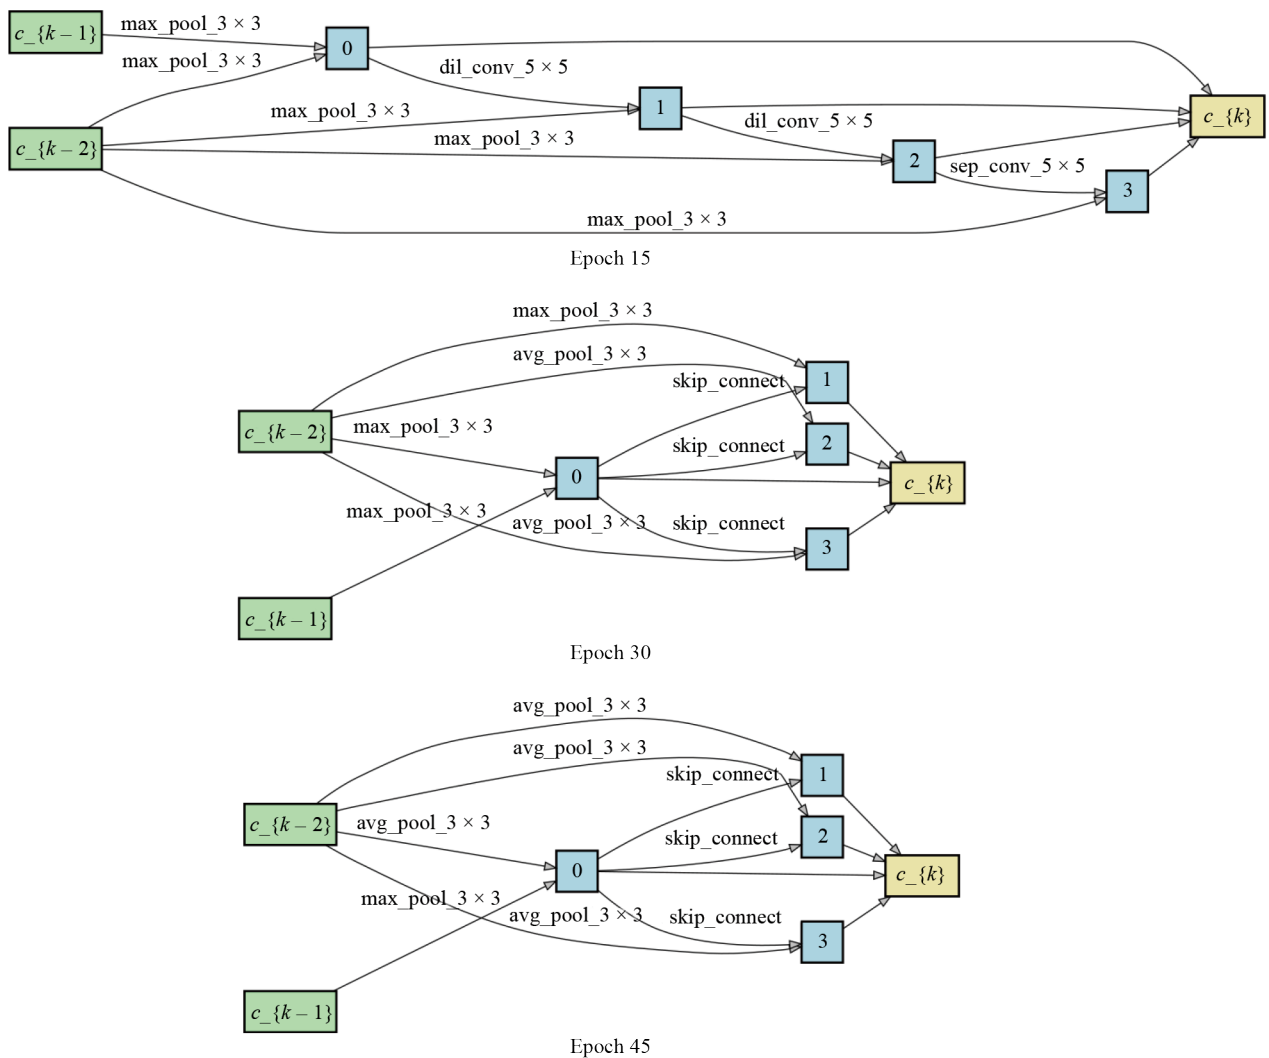 c_{k – 1}
max_pool_3 × 3
0
max_pool_3 × 3
dil_conv_5 × 5
max_pool_3 × 3
1
c_{k}
dil_conv_5 × 5
max_pool_3 × 3
c_{k – 2}
2
sep_conv_5 × 5
3
max_pool_3 × 3
Epoch 15
max_pool_3 × 3
avg_pool_3 × 3
skip_connect
1
c_{k – 2}
max_pool_3 × 3
skip_connect
2
0
c_{k}
max_pool_3 × 3
avg_pool_3 × 3
skip_connect
3
c_{k – 1}
Epoch 30
avg_pool_3 × 3
avg_pool_3 × 3
skip_connect
1
c_{k – 2}
avg_pool_3 × 3
skip_connect
2
0
c_{k}
max_pool_3 × 3
avg_pool_3 × 3
skip_connect
3
c_{k – 1}
Epoch 45